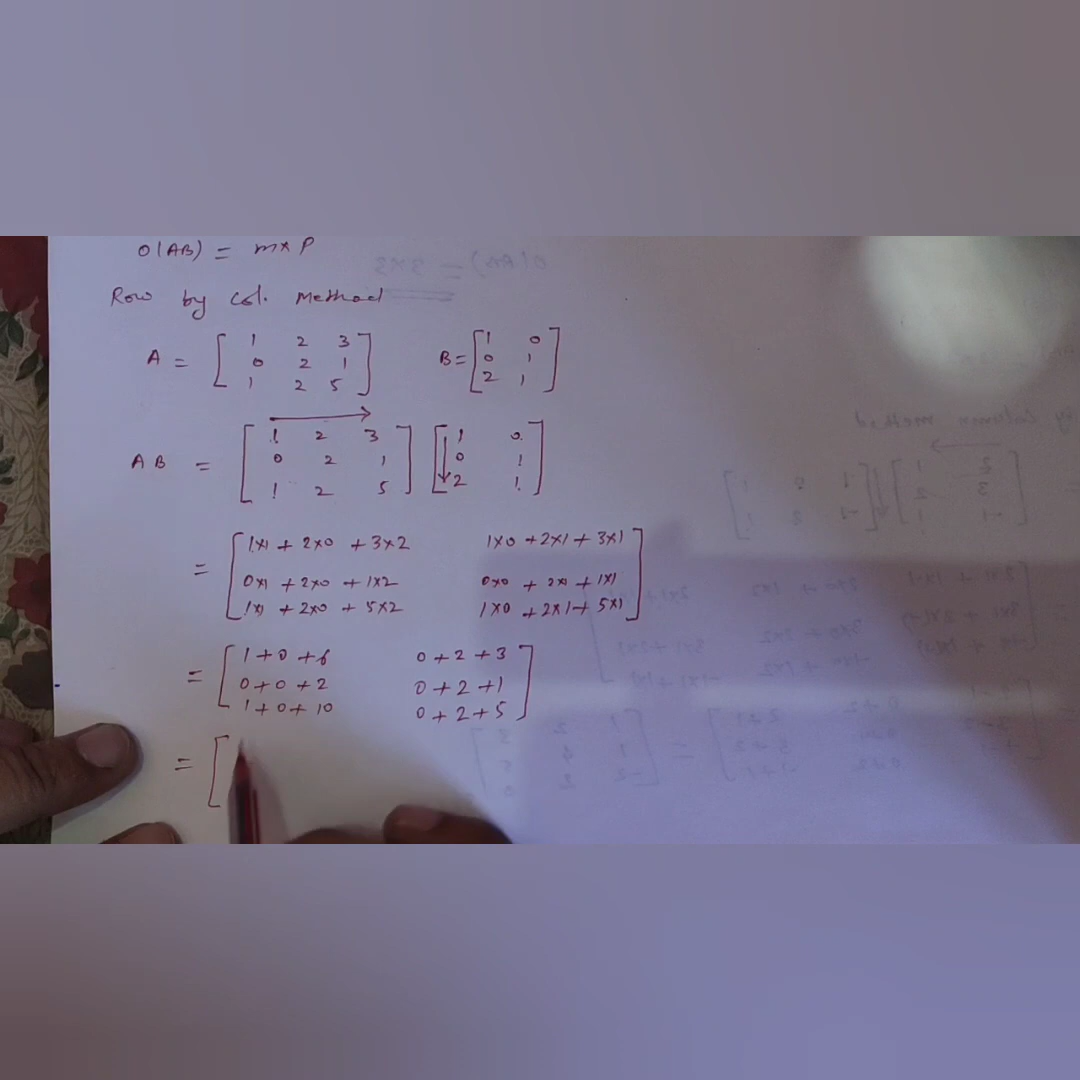 O(AB) = m×P
Row by Col. Method
A = [ 1 2 3 B = [ 1 0
0 2 1 0 1
1 2 5 ] 2 1 ]
AB = [ 1 2 3 [ 1 0
0 2 1 0 1
1 2 5 ] 2 1 ]
= [ 1×1 + 2×0 + 3×2 1×0 + 2×1 + 3×1
0×1 + 2×0 + 1×2 0×0 + 2×1 + 1×1
1×1 + 2×0 + 5×2 1×0 + 2×1 + 5×1 ]
= [ 1+0+6 0+2+3
0+0+2 0+2+1
1+0+10 0+2+5 ]
= [